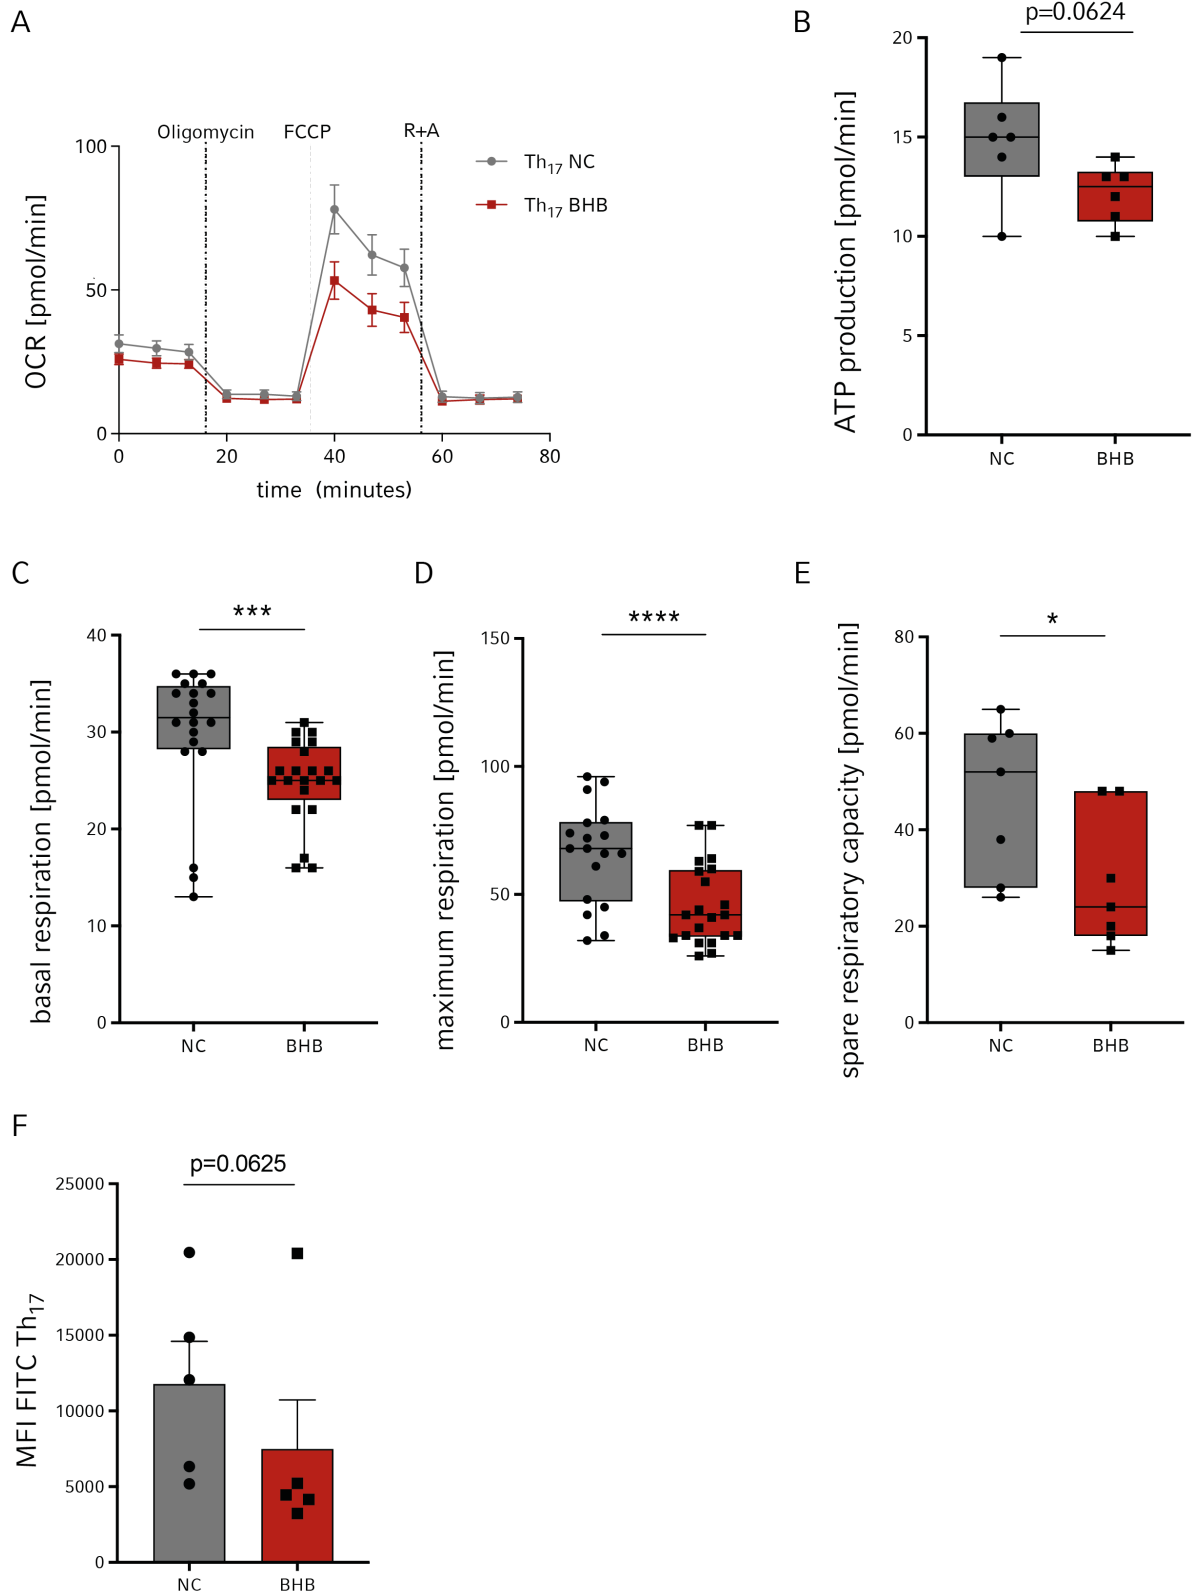 A
Oligomycin FCCP R+A
Th17 NC
Th17 BHB
OCR [pmol/min]
100
50
0
0 20 40 60 80
time (minutes)
B
p=0.0624
ATP production [pmol/min]
20
15
10
5
0
NC BHB
C
***
basal respiration [pmol/min]
40
30
20
10
0
NC BHB
D
****
maximum respiration [pmol/min]
150
100
50
0
NC BHB
E
*
spare respiratory capacity [pmol/min]
80
60
40
20
0
NC BHB
F
p=0.0625
MFI FITC Th17
25000
20000
15000
10000
5000
0
NC BHB